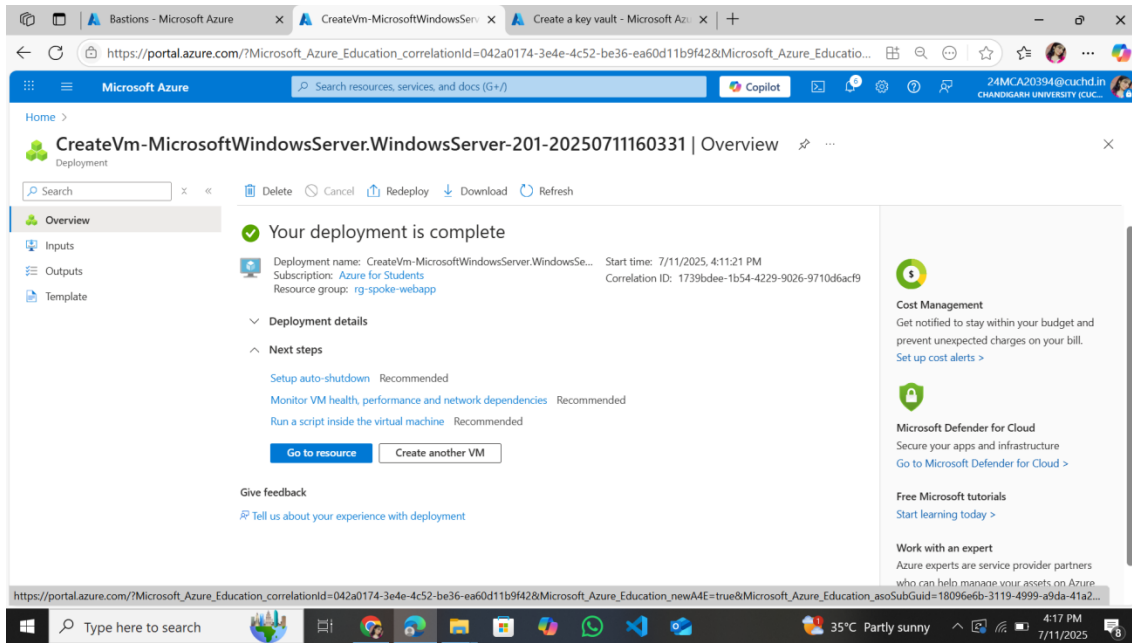 Bastions - Microsoft Azure
CreateVm-MicrosoftWindowsServ
Create a key vault - Microsoft Azu
https://portal.azure.com/?Microsoft_Azure_Education_correlationId=042a0174-3e4e-4c52-be36-ea60d11b9f42&Microsoft_Azure_Educatio...
Microsoft Azure
Search resources, services, and docs (G+/)
Copilot
6
24MCA20394@cuchd.in
CHANDIGARH UNIVERSITY (CUC...
Home >
CreateVm-MicrosoftWindowsServer.WindowsServer-201-20250711160331 | Overview
Deployment
Search
Delete
Cancel
Redeploy
Download
Refresh
Overview
Inputs
Outputs
Template
Your deployment is complete
Deployment name: CreateVm-MicrosoftWindowsServer.WindowsSe...
Subscription: Azure for Students
Resource group: rg-spoke-webapp
Start time: 7/11/2025, 4:11:21 PM
Correlation ID: 1739bdee-1b54-4229-9026-9710d6acf9
Deployment details
Next steps
Setup auto-shutdown Recommended
Monitor VM health, performance and network dependencies Recommended
Run a script inside the virtual machine Recommended
Go to resource
Create another VM
Give feedback
Tell us about your experience with deployment
Cost Management
Get notified to stay within your budget and
prevent unexpected charges on your bill.
Set up cost alerts >
Microsoft Defender for Cloud
Secure your apps and infrastructure
Go to Microsoft Defender for Cloud >
Free Microsoft tutorials
Start learning today >
Work with an expert
Azure experts are service provider partners
who can help manage your assets on Azure
https://portal.azure.com/?Microsoft_Azure_Education_correlationId=042a0174-3e4e-4c52-be36-ea60d11b9f42&Microsoft_Azure_Education_newA4E=true&Microsoft_Azure_Education_asoSubGuid=18096e6b-3119-4999-a9da-41a2...
Type here to search
35°C Partly sunny
4:17 PM
7/11/2025
8